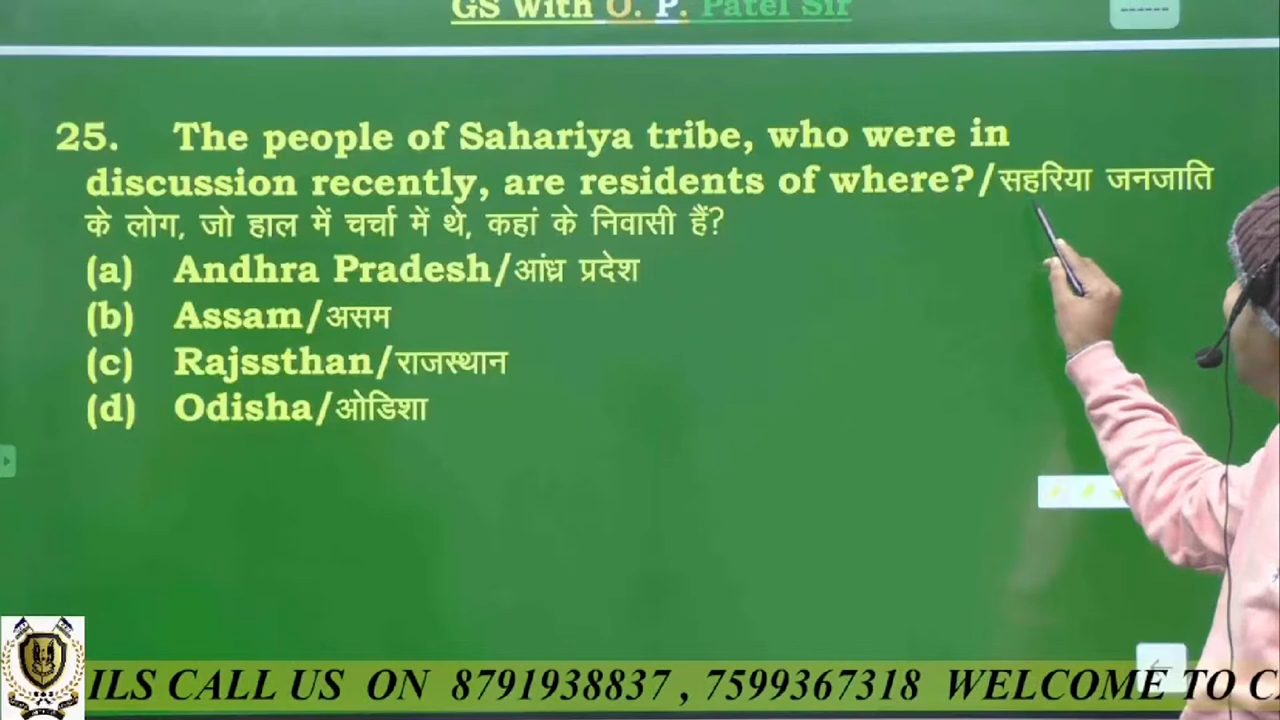 GS With O. P. Patel Sir
------
25. The people of Sahariya tribe, who were in
discussion recently, are residents of where?/सहरिया जनजाति
के लोग, जो हाल में चर्चा में थे, कहां के निवासी हैं?
(a) Andhra Pradesh/आंध्र प्रदेश
(b) Assam/असम
(c) Rajssthan/राजस्थान
(d) Odisha/ओडिशा
ILS CALL US ON 8791938837 , 7599367318 WELCOME TO